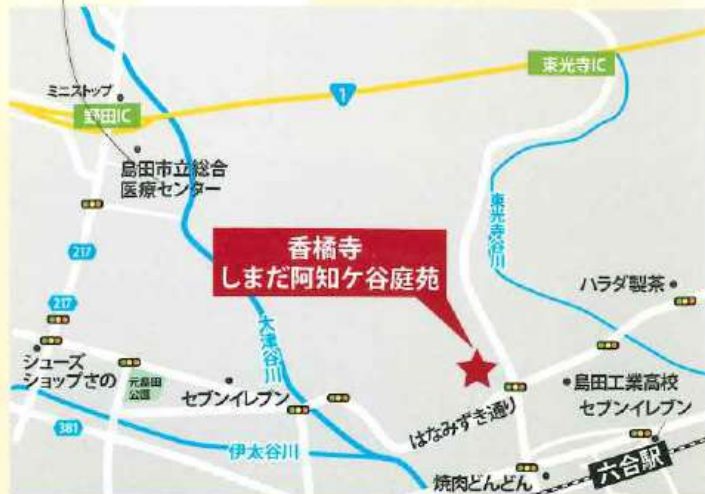 東光寺IC
ミニストップ
1
野田IC
島田市立総合
医療センター
東光寺谷川
217
香橘寺
しまだ阿知ケ谷庭苑
ハラダ製茶
217
大津谷川
シューズ
ショップさの
元島田
公園
セブンイレブン
島田工業高校
はなみずき通り
セブンイレブン
381
伊太谷川
六合駅
焼肉どんどん